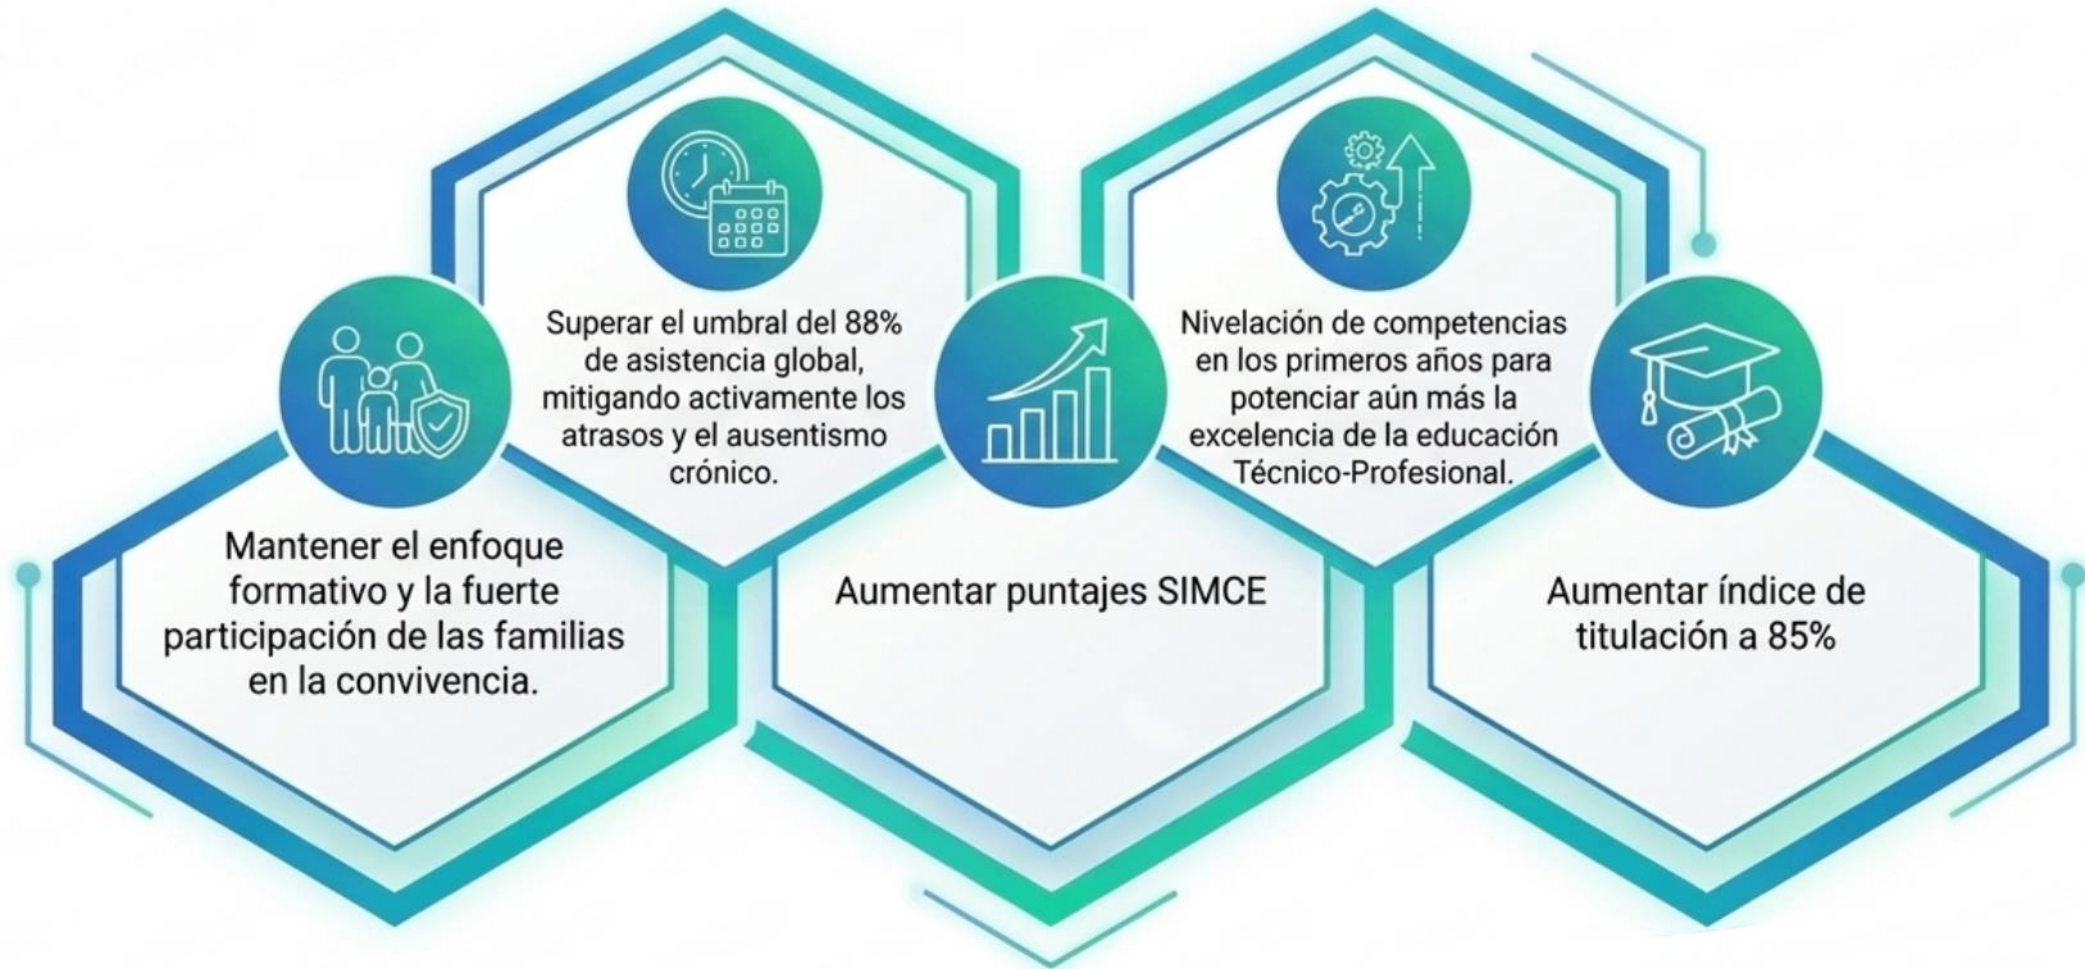 Superar el umbral del 88%
de asistencia global,
mitigando activamente los
atrasos y el ausentismo
crónico.
Nivelación de competencias
en los primeros años para
potenciar aún más la
excelencia de la educación
Técnico-Profesional.
Mantener el enfoque
formativo y la fuerte
participación de las familias
en la convivencia.
Aumentar puntajes SIMCE
Aumentar índice de
titulación a 85%